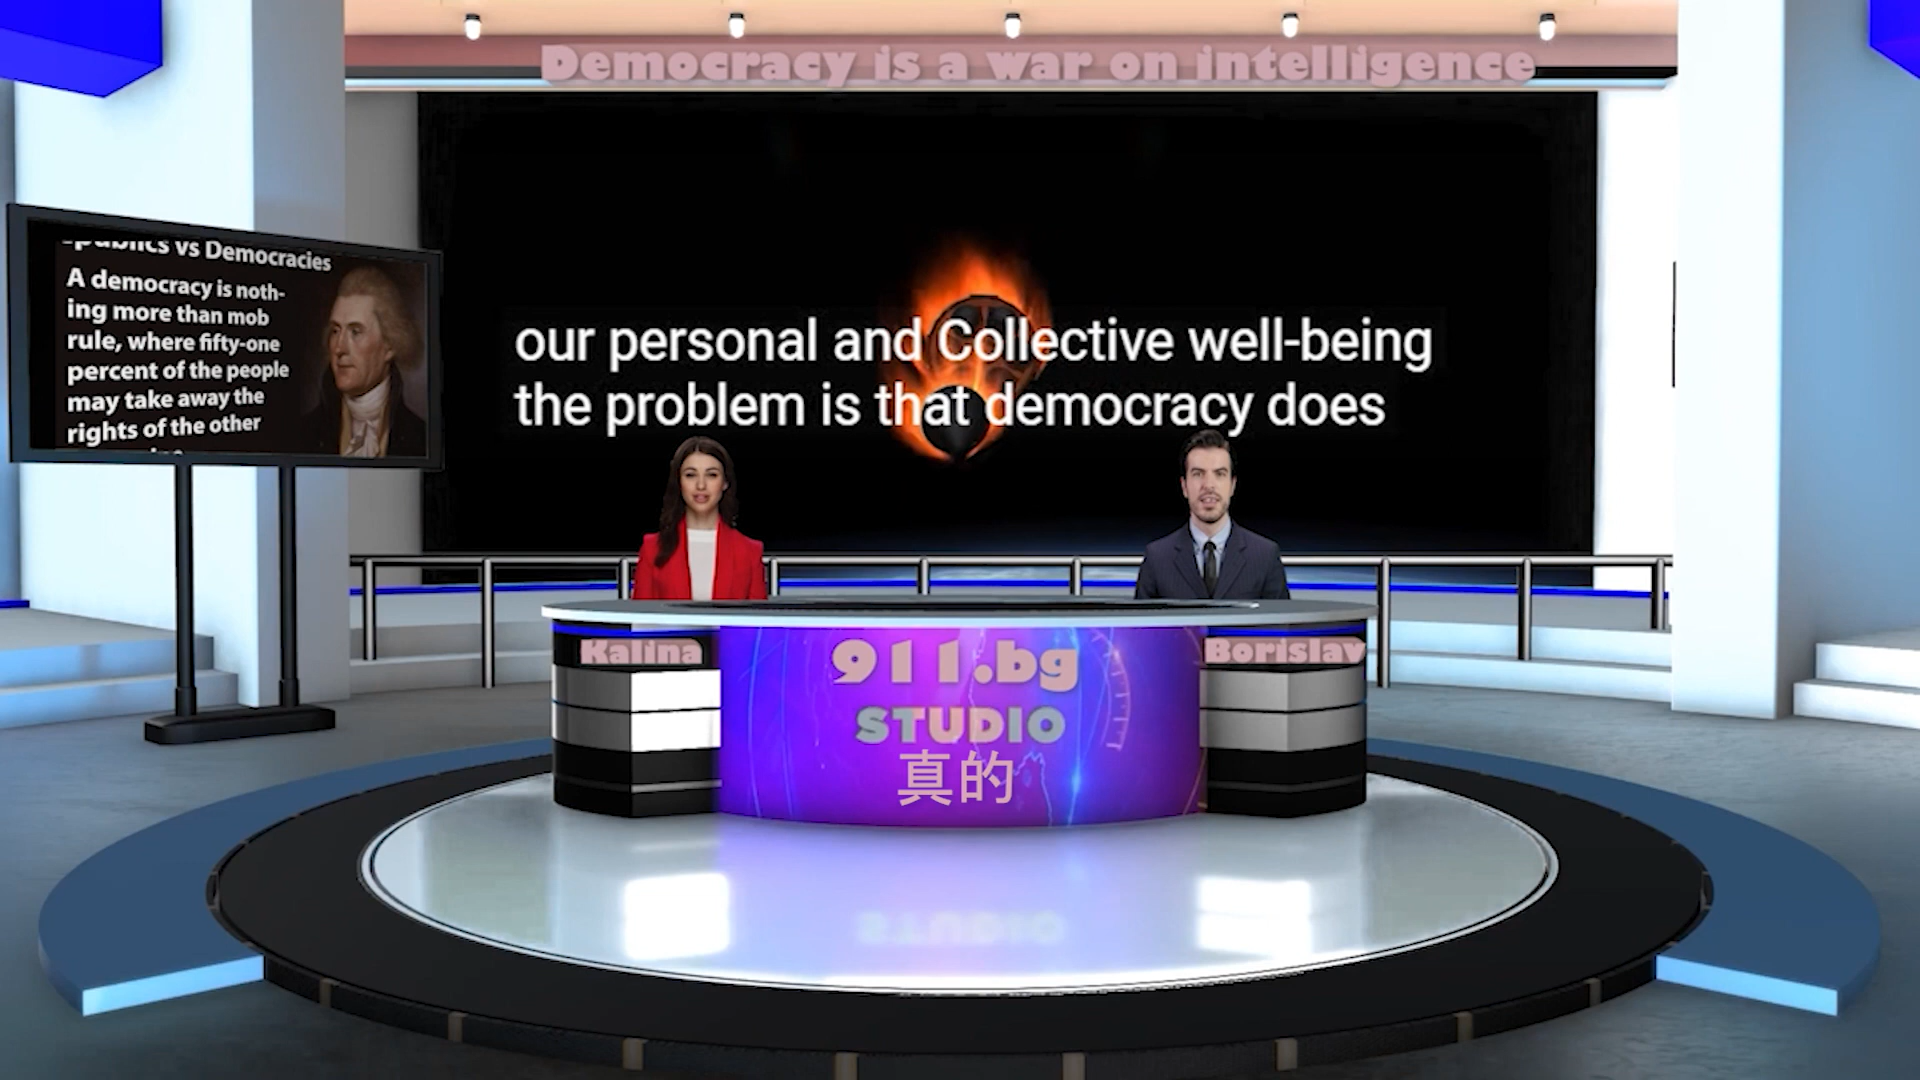 Democracy is a war on intelligence
vs Democracies
A democracy is noth-
ing more than mob
rule, where fifty-one
percent of the people
may take away the
rights of the other
our personal and Collective well-being
the problem is that democracy does
Kalina
911.bg
Borislav
STUDIO
真的